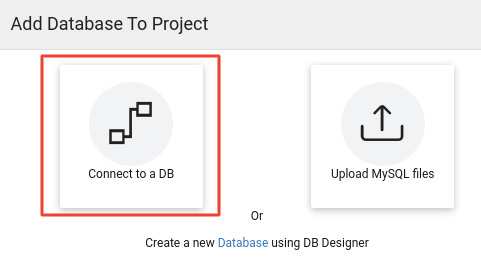 Add Database To Project
Connect to a DB
Upload MySQL files
Or
Create a new Database using DB Designer